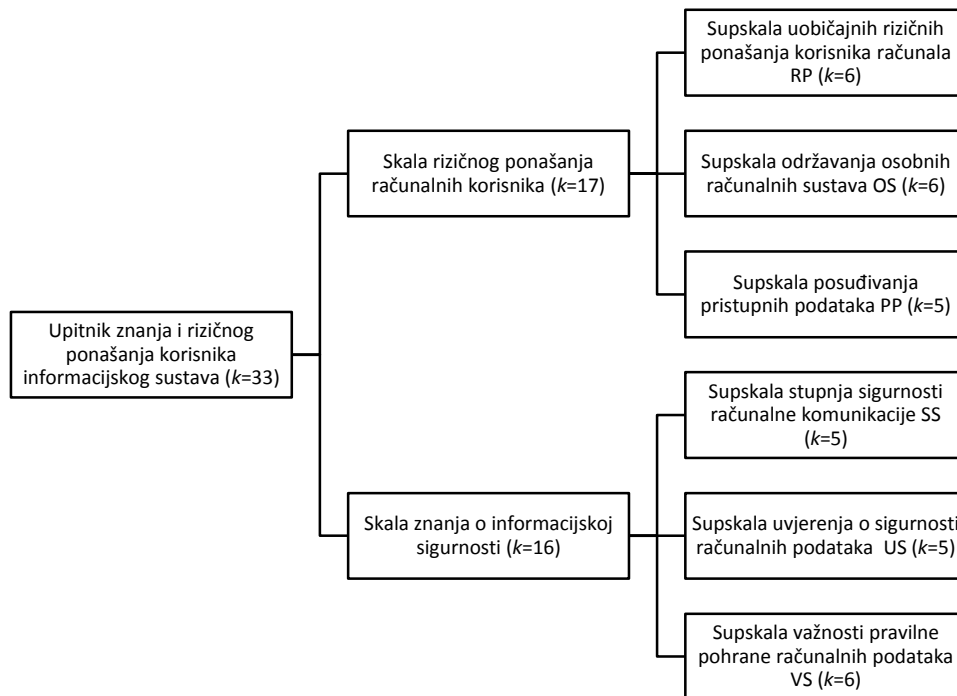 Upitnik znanja i rizičnog
ponašanja korisnika
informacijskog sustava (k=33)
Skala rizičnog ponašanja
računalnih korisnika (k=17)
Supskala uobičajnih rizičnih
ponašanja korisnika računala
RP (k=6)
Supskala održavanja osobnih
računalnih sustava OS (k=6)
Supskala posuđivanja
pristupnih podataka PP (k=5)
Skala znanja o informacijskoj
sigurnosti (k=16)
Supskala stupnja sigurnosti
računalne komunikacije SS
(k=5)
Supskala uvjerenja o sigurnosti
računalnih podataka  US (k=5)
Supskala važnosti pravilne
pohrane računalnih podataka
VS (k=6)